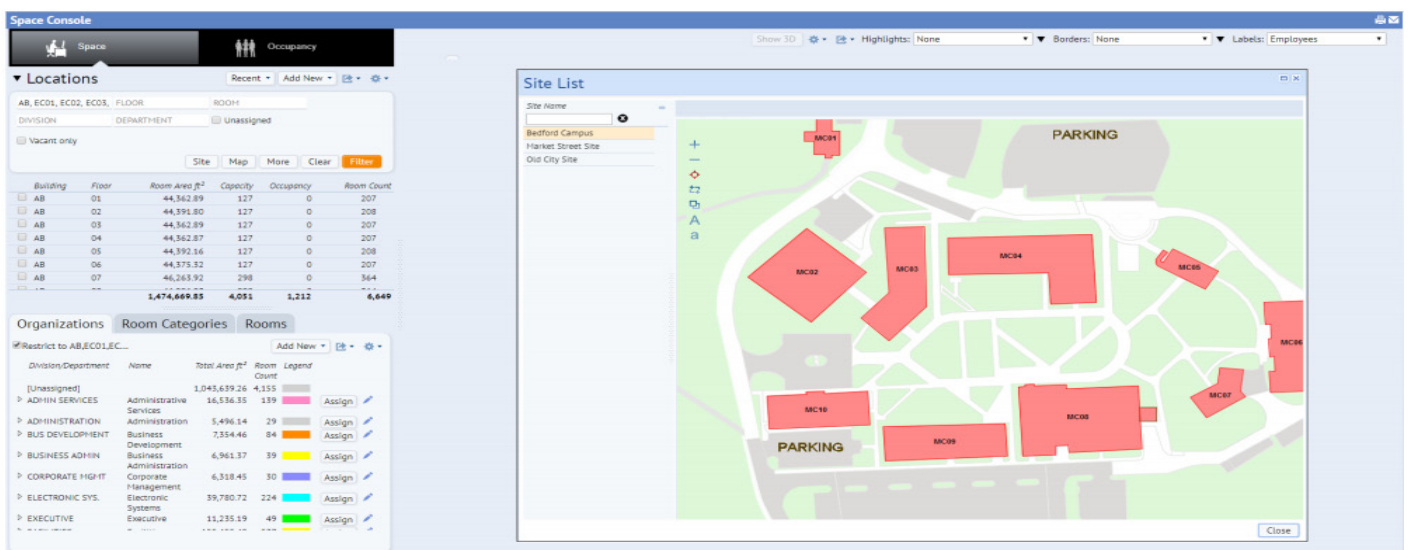 Space Console
Space
Occupancy
Show 3D
Highlights: None
Borders: None
Labels: Employees
Locations
Recent
Add New
AB, EC01, EC02, EC03, FLOOR ROOM
DIVISION DEPARTMENT Unassigned
Vacant only
Site Map More Clear Filter
Building Floor Room Area ft² Capacity Occupancy Room Count
AB 01 44,362.89 127 0 207
AB 02 44,391.80 127 0 208
AB 03 44,362.89 127 0 207
AB 04 44,362.87 127 0 207
AB 05 44,392.16 127 0 208
AB 06 44,375.32 127 0 207
AB 07 46,263.92 298 0 364
1,474,669.85 4,051 1,212 6,649
Organizations Room Categories Rooms
Restrict to AB,EC01,EC...
Add New
Division/Department Name Total Area ft² Room Count Legend
[Unassigned] 1,043,639.26 4,155
ADMIN SERVICES Administrative Services 16,536.35 139 Assign
ADMINISTRATION Administration 5,496.14 29 Assign
BUS DEVELOPMENT Business Development 7,354.46 84 Assign
BUSINESS ADMIN Business Administration 6,961.37 39 Assign
CORPORATE MGMT Corporate Management 6,318.45 30 Assign
ELECTRONIC SYS. Electronic Systems 39,780.72 224 Assign
EXECUTIVE Executive 11,235.19 49 Assign
Site List
Site Name
Bedford Campus
Market Street Site
Old City Site
A
a
MC01
PARKING
MC02
MC03
MC04
MC05
MC06
MC07
MC08
MC09
MC10
PARKING
Close